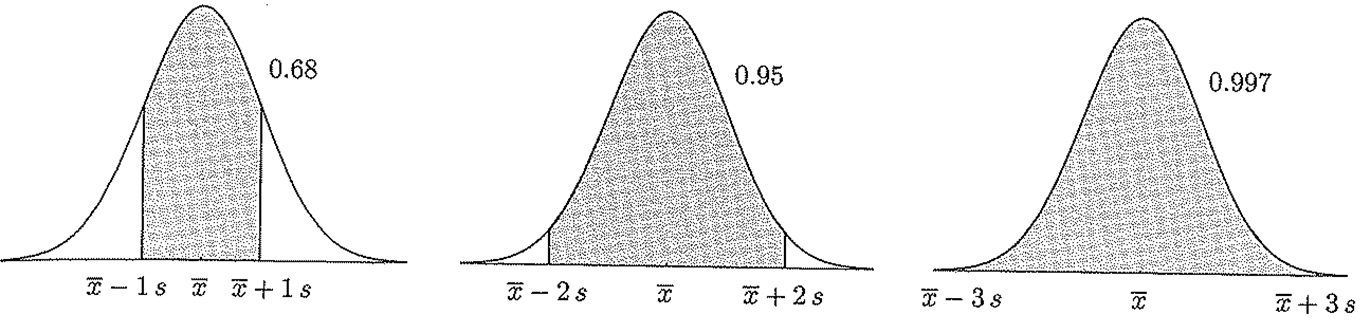 0.68
x̄ − 1 s x̄ x̄ + 1 s
0.95
x̄ − 2 s x̄ x̄ + 2 s
0.997
x̄ − 3 s x̄ x̄ + 3 s